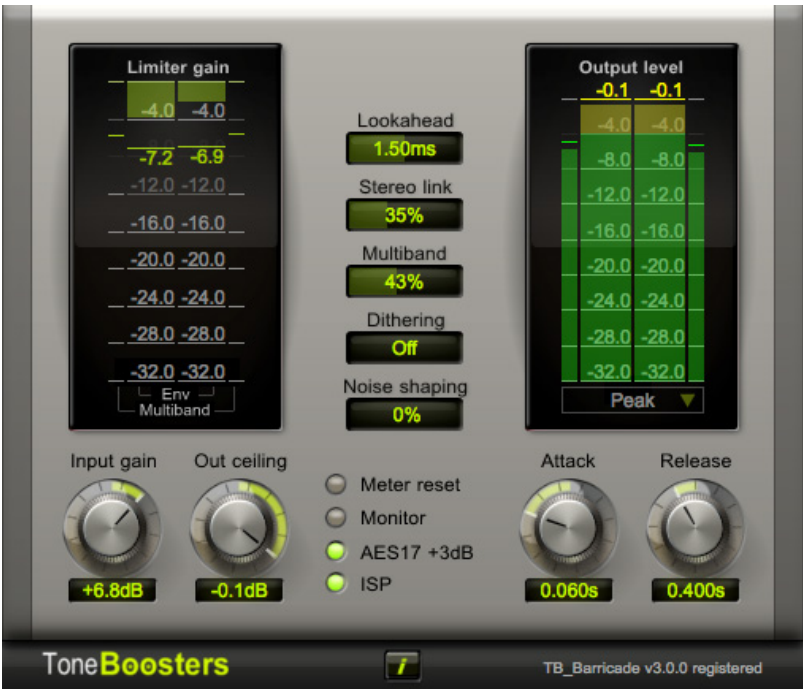 Limiter gain
-4.0 -4.0
-7.2 -6.9
-12.0 -12.0
-16.0 -16.0
-20.0 -20.0
-24.0 -24.0
-28.0 -28.0
-32.0 -32.0
Env
Multiband
Lookahead
1.50ms
Stereo link
35%
Multiband
43%
Dithering
Off
Noise shaping
0%
Output level
-0.1 -0.1
-4.0 -4.0
-8.0 -8.0
-12.0 -12.0
-16.0 -16.0
-20.0 -20.0
-24.0 -24.0
-28.0 -28.0
-32.0 -32.0
Peak
Input gain
+6.8dB
Out ceiling
-0.1dB
Meter reset
Monitor
AES17 +3dB
ISP
Attack
0.060s
Release
0.400s
ToneBoosters
i
TB_Barricade v3.0.0 registered